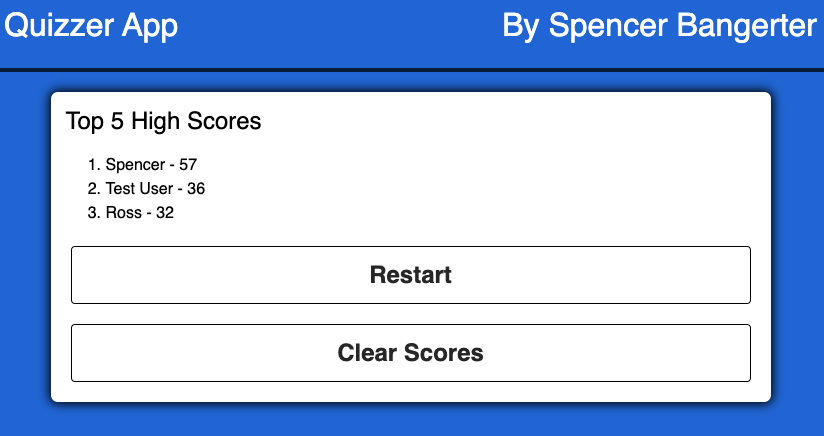 Quizzer App By Spencer Bangerter
Top 5 High Scores
1. Spencer - 57
2. Test User - 36
3. Ross - 32
Restart
Clear Scores